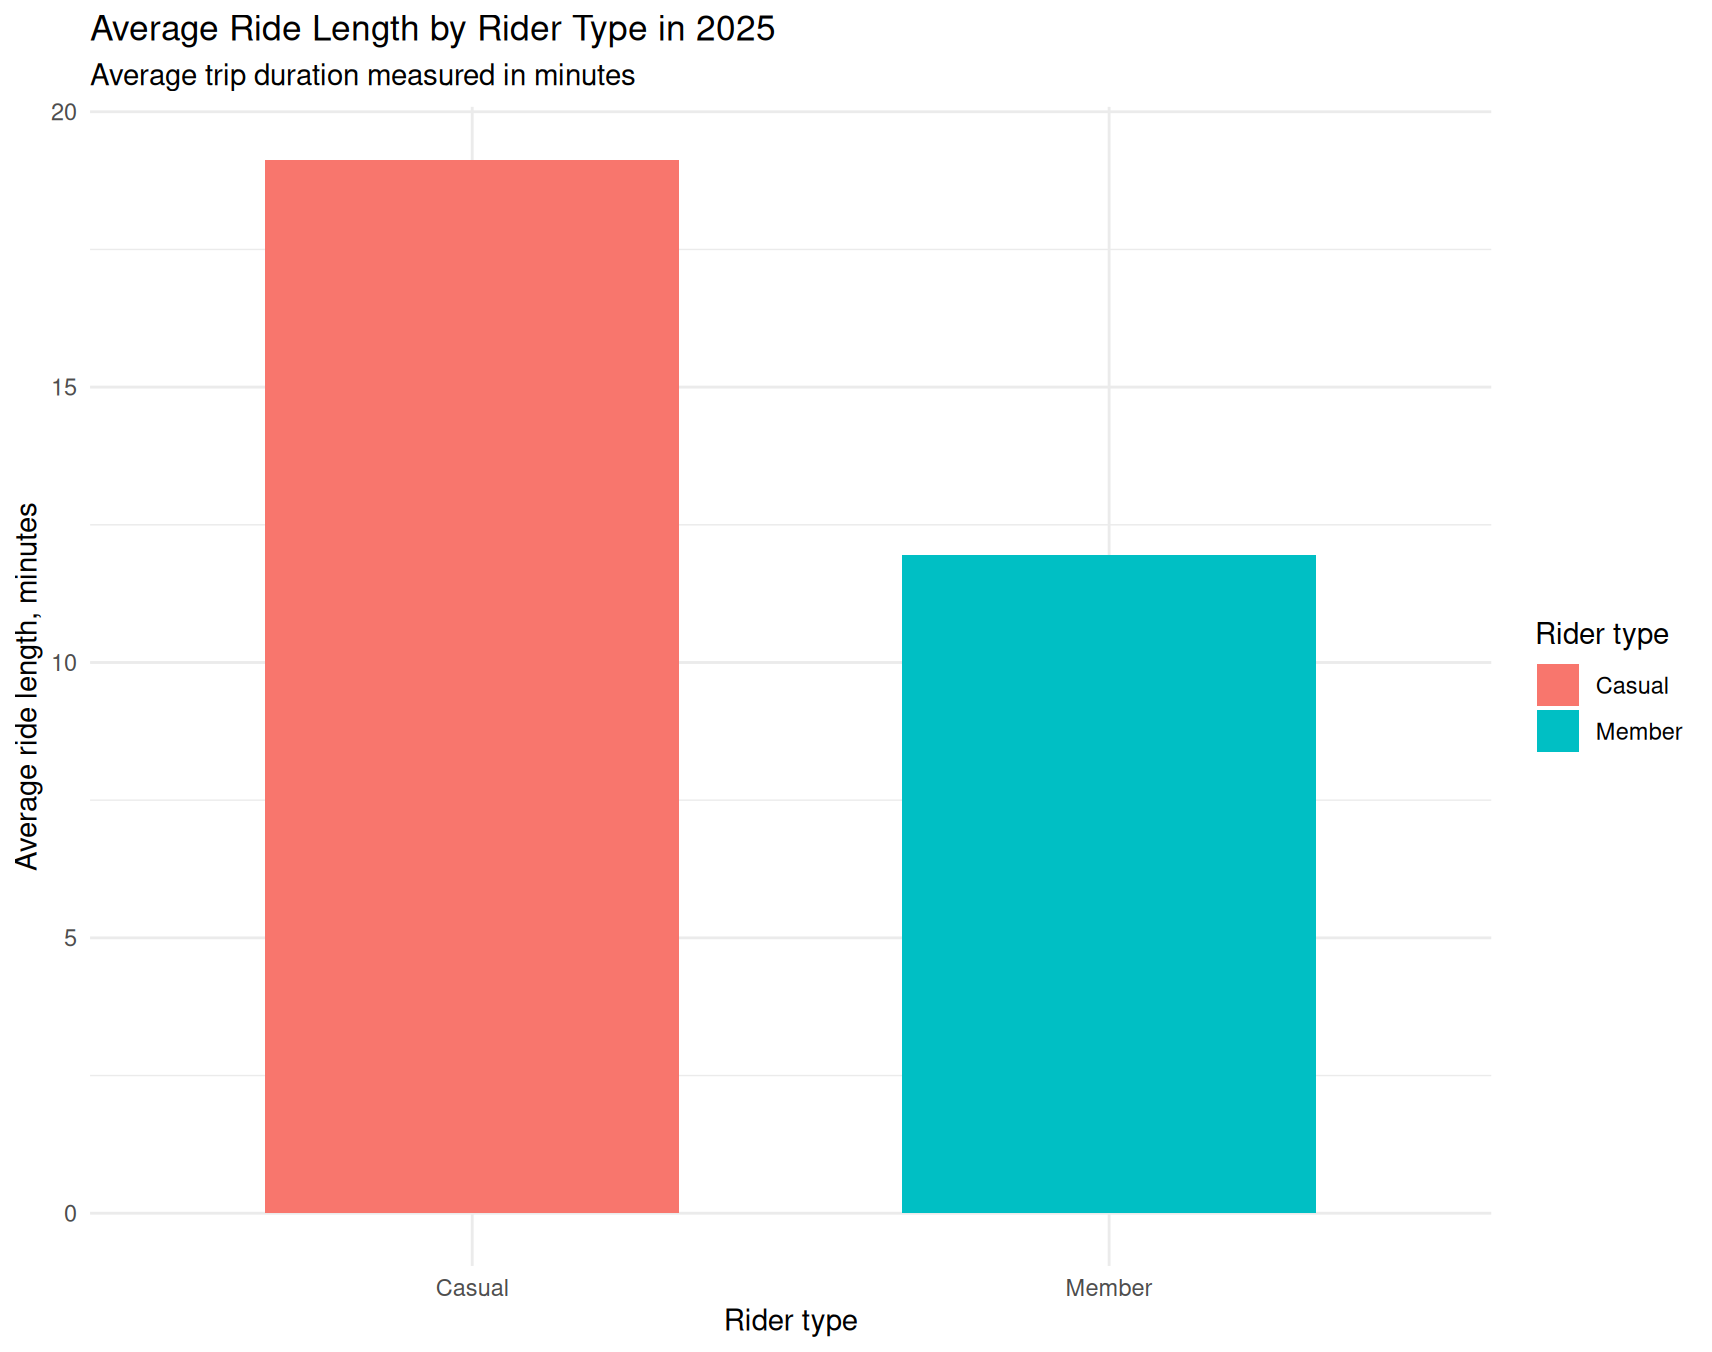 Average Ride Length by Rider Type in 2025
Average trip duration measured in minutes
20
15
10
5
0
Average ride length, minutes
Casual
Member
Rider type
Rider type
Casual
Member